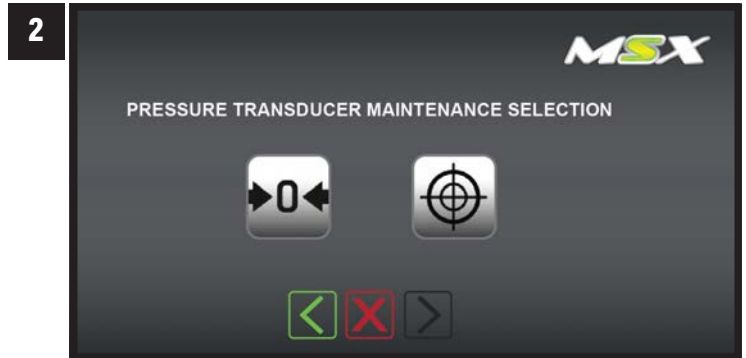 2
MSX
PRESSURE TRANSDUCER MAINTENANCE SELECTION
0
X